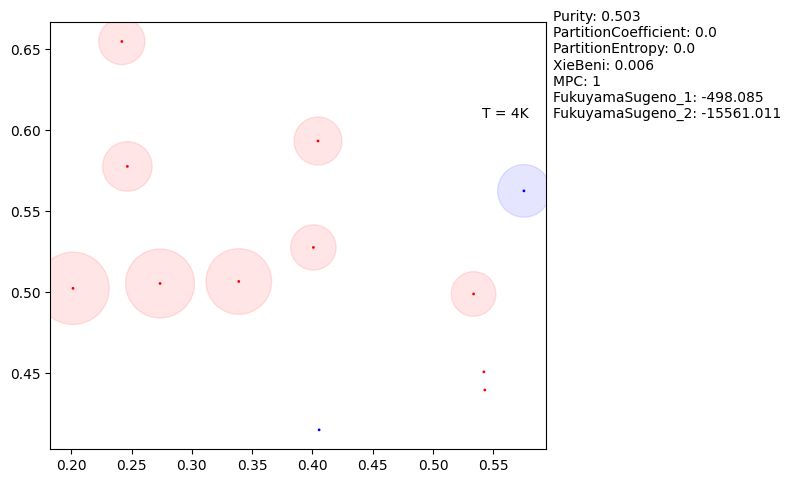 Purity: 0.503
PartitionCoefficient: 0.0
PartitionEntropy: 0.0
XieBeni: 0.006
MPC: 1
FukuyamaSugeno_1: -498.085
FukuyamaSugeno_2: -15561.011
T = 4K
0.65
0.60
0.55
0.50
0.45
0.20 0.25 0.30 0.35 0.40 0.45 0.50 0.55